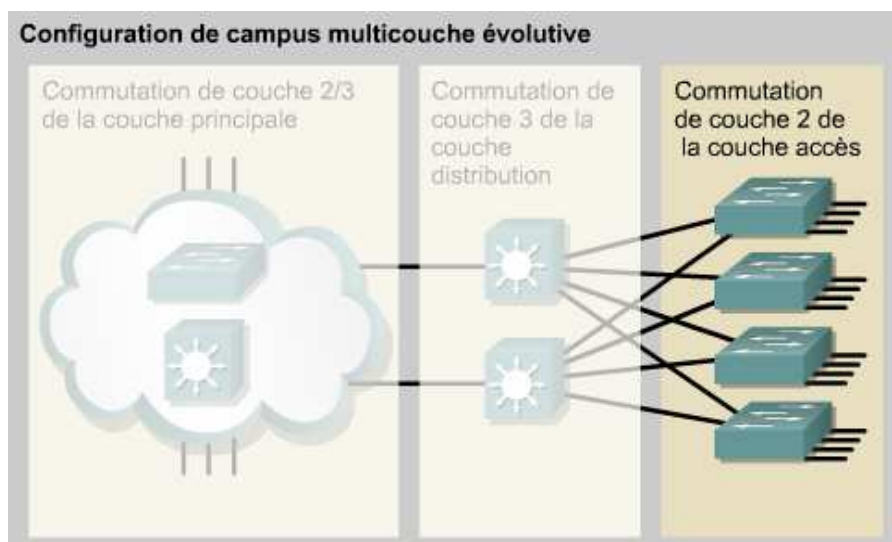 Configuration de campus multicouche évolutive
Commutation de couche 2/3
de la couche principale
Commutation de
couche 3 de la
couche
distribution
Commutation
de couche 2 de
la couche accès